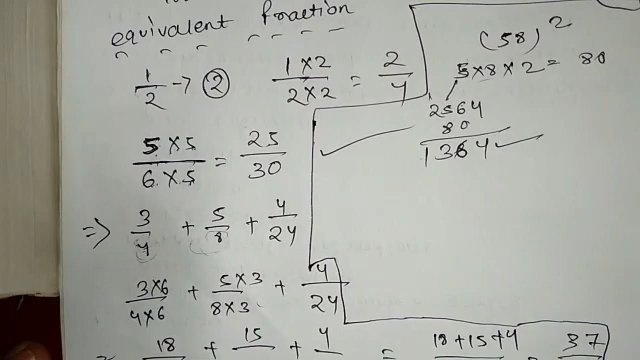 equivalent fraction
1/2 → ② 1×2/2×2 = 2/4
5×5/6×5 = 25/30
⇒ 3/4 + 5/8 + 4/24
3×6/4×6 + 5×3/8×3 + 4/24
18 + 15 + 4 = 18+15+4 = 37
(58)²
5×8×2 = 80
2564
80
1364